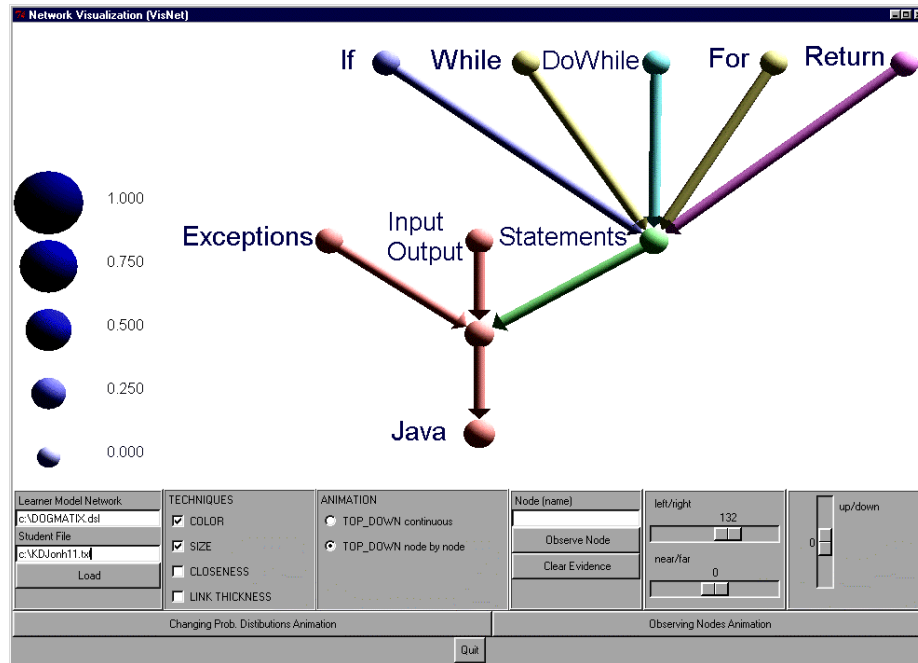 Network Visualization (VisNet)
If
While
DoWhile
For
Return
1.000
0.750
0.500
0.250
0.000
Exceptions
Input
Output
Statements
Java
Learner Model Network
c:\DOGMATIX.dsl
Student File
c:\KDJonh11.txt
Load
TECHNIQUES
COLOR
SIZE
CLOSENESS
LINK THICKNESS
ANIMATION
TOP_DOWN continuous
TOP_DOWN node by node
Node (name)
Observe Node
Clear Evidence
left/right
132
near/far
0
up/down
0
Changing Prob. Distibutions Animation
Observing Nodes Animation
Quit